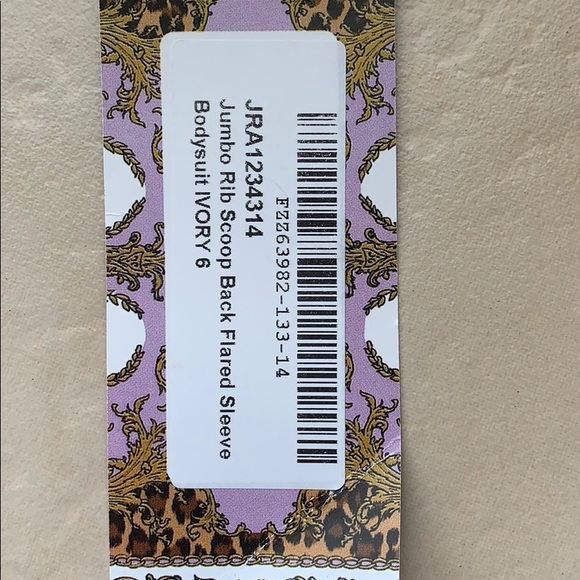 FZZ63982-133-14
JRA1234314
Jumbo Rib Scoop Back Flared Sleeve
Bodysuit IVORY 6